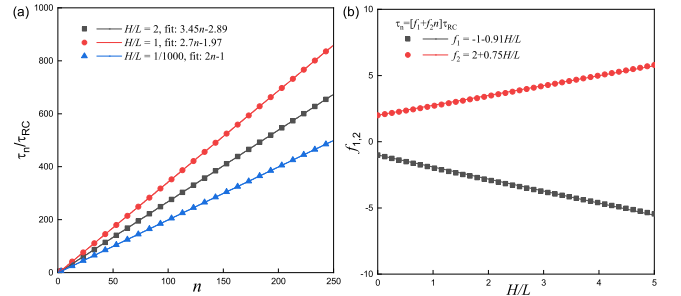 (a)
H/L = 2, fit: 3.45n-2.89
H/L = 1, fit: 2.7n-1.97
H/L = 1/1000, fit: 2n-1
1000
800
600
400
200
0
0 50 100 150 200 250
n
τn/τRC
(b)
τn=[f1+f2n]τRC
f1 = -1-0.91H/L
f2 = 2+0.75H/L
10
5
0
-5
-10
0 1 2 3 4 5
H/L
f1,2